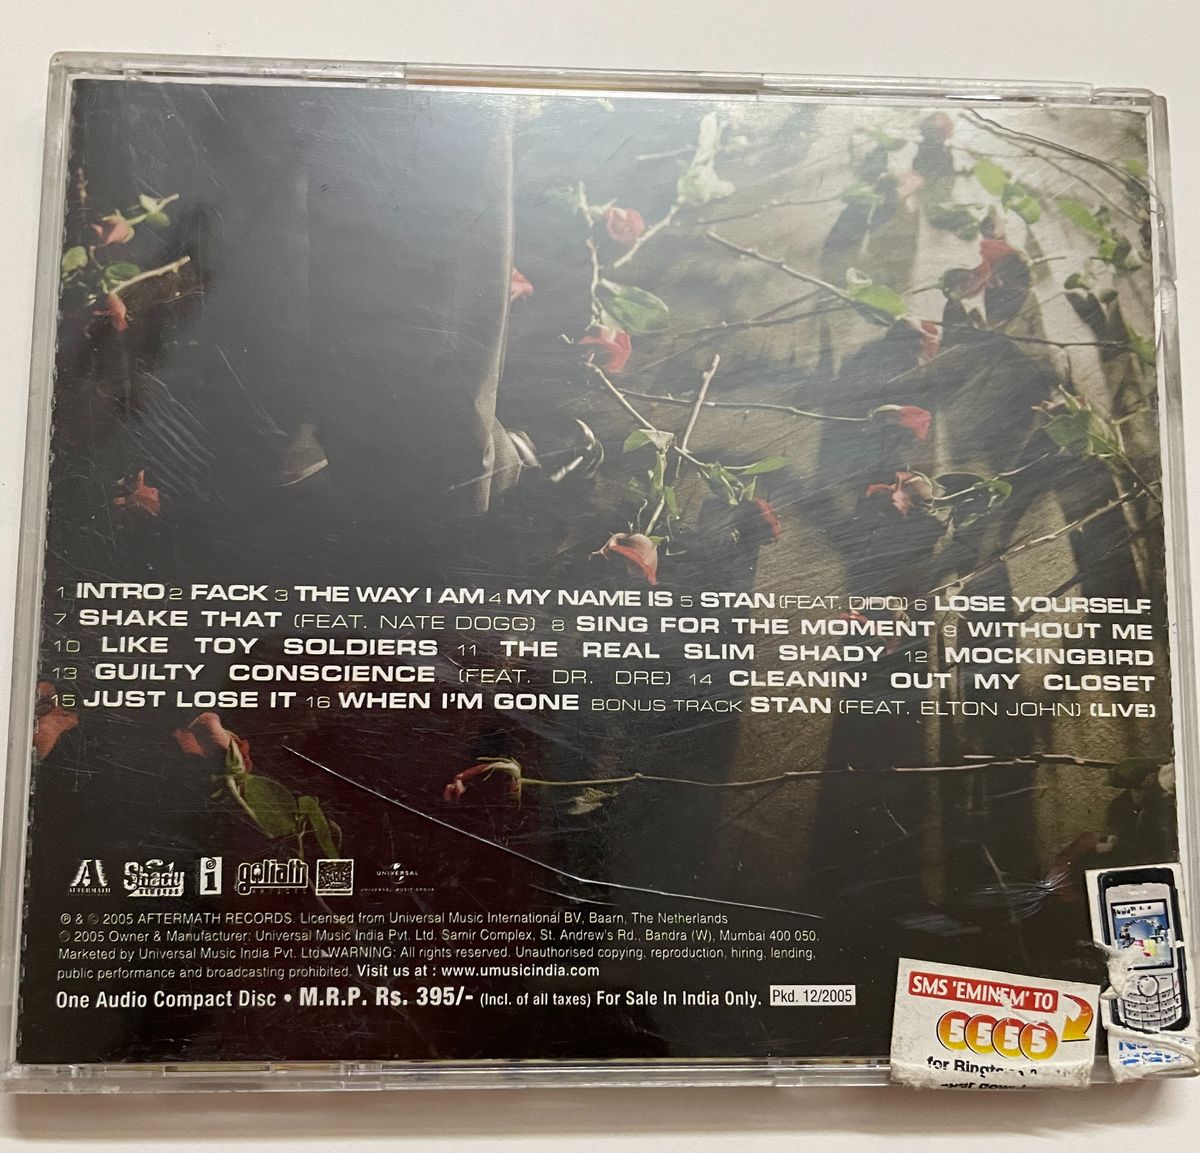 1 INTRO 2 FACK 3 THE WAY I AM 4 MY NAME IS 5 STAN (FEAT. DIDO) 6 LOSE YOURSELF
7 SHAKE THAT (FEAT. NATE DOGG) 8 SING FOR THE MOMENT 9 WITHOUT ME
10 LIKE TOY SOLDIERS 11 THE REAL SLIM SHADY 12 MOCKINGBIRD
13 GUILTY CONSCIENCE (FEAT. DR. DRE) 14 CLEANIN' OUT MY CLOSET
15 JUST LOSE IT 16 WHEN I'M GONE BONUS TRACK STAN (FEAT. ELTON JOHN) (LIVE)
AFTERMATH
Shady RECORDS
i
goliath ARTISTS
UNIVERSAL
℗ & © 2005 AFTERMATH RECORDS. Licensed from Universal Music International BV, Baarn, The Netherlands
© 2005 Owner & Manufacturer: Universal Music India Pvt. Ltd. Samir Complex, St. Andrew's Rd., Bandra (W), Mumbai 400 050.
Marketed by Universal Music India Pvt. Ltd. WARNING: All rights reserved. Unauthorised copying, reproduction, hiring, lending,
public performance and broadcasting prohibited. Visit us at : www.umusicindia.com
One Audio Compact Disc • M.R.P. Rs. 395/- (Incl. of all taxes) For Sale In India Only. Pkd. 12/2005
SMS 'EMINEM' TO
5555
for